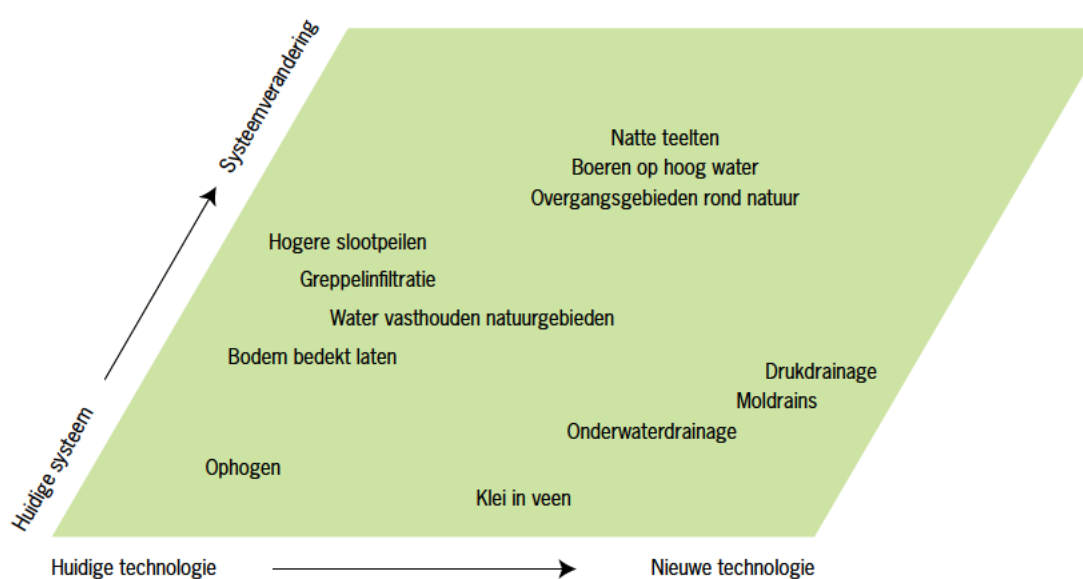 Systeemverandering
Natte teelten
Boeren op hoog water
Overgangsgebieden rond natuur
Hogere slootpeilen
Greppelinfiltratie
Water vasthouden natuurgebieden
Bodem bedekt laten
Drukdrainage
Moldrains
Onderwaterdrainage
Huidige systeem
Ophogen
Klei in veen
Huidige technologie
Nieuwe technologie